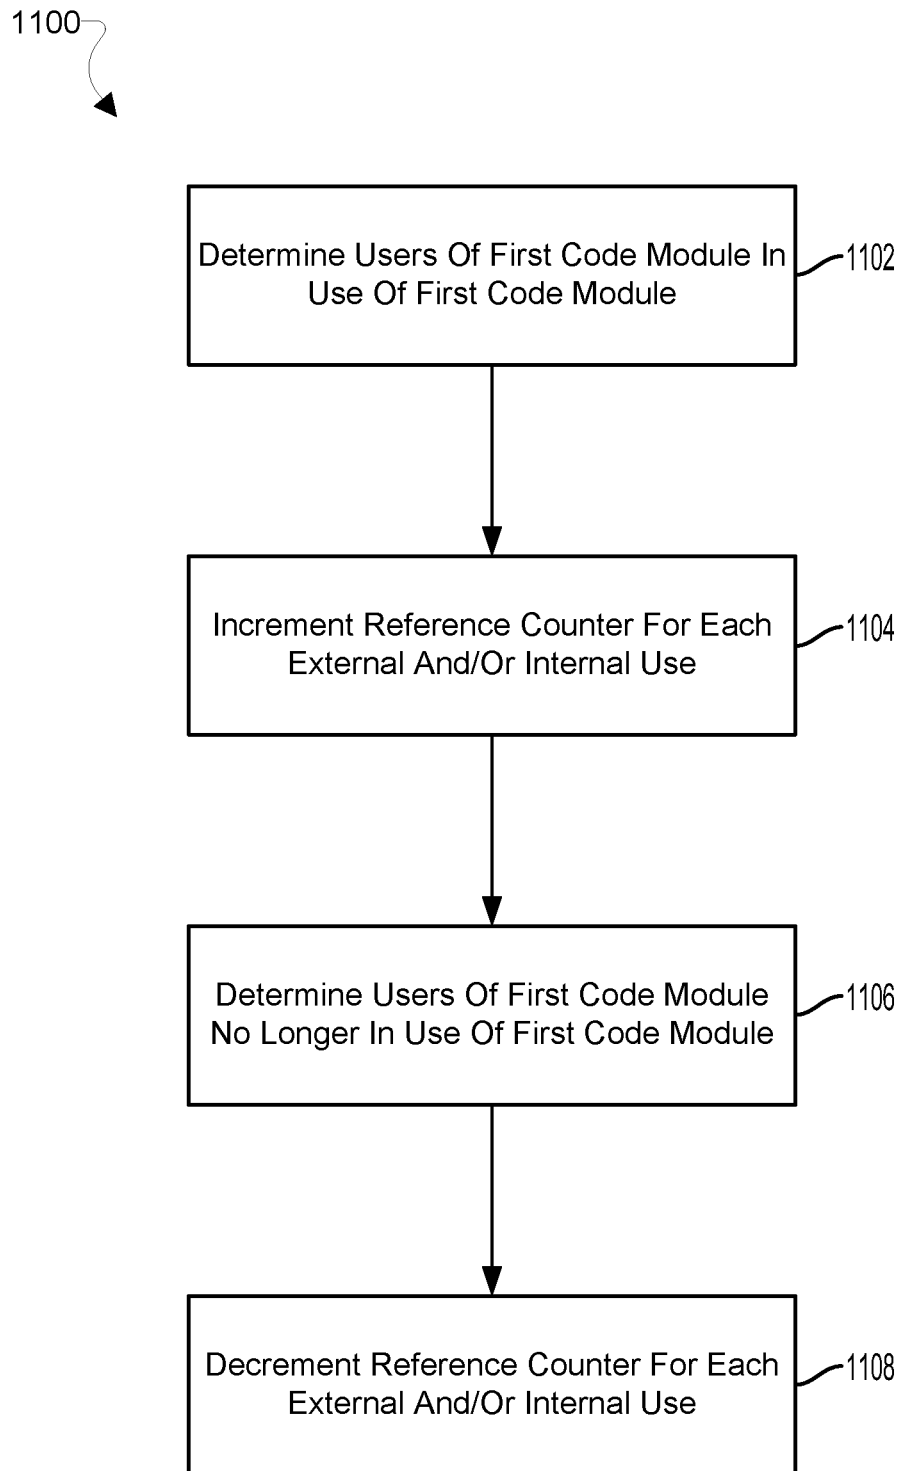 1100
Determine Users Of First Code Module In
Use Of First Code Module
1102
Increment Reference Counter For Each
External And/Or Internal Use
1104
Determine Users Of First Code Module
No Longer In Use Of First Code Module
1106
Decrement Reference Counter For Each
External And/Or Internal Use
1108